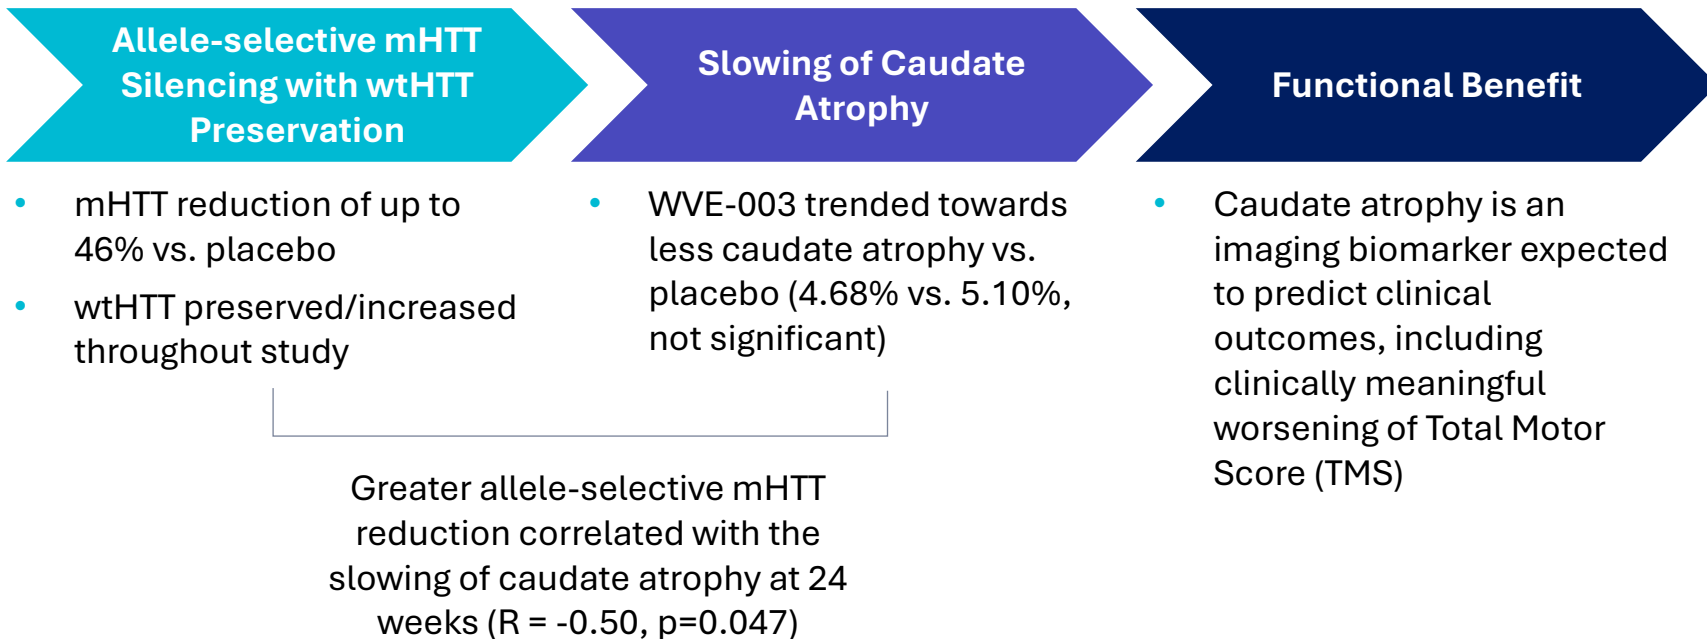 Allele-selective mHTT
Silencing with wtHTT
Preservation
Slowing of Caudate
Atrophy
Functional Benefit
• mHTT reduction of up to
46% vs. placebo
• wtHTT preserved/increased
throughout study
• WVE-003 trended towards
less caudate atrophy vs.
placebo (4.68% vs. 5.10%,
not significant)
• Caudate atrophy is an
imaging biomarker expected
to predict clinical
outcomes, including
clinically meaningful
worsening of Total Motor
Score (TMS)
Greater allele-selective mHTT
reduction correlated with the
slowing of caudate atrophy at 24
weeks (R = -0.50, p=0.047)